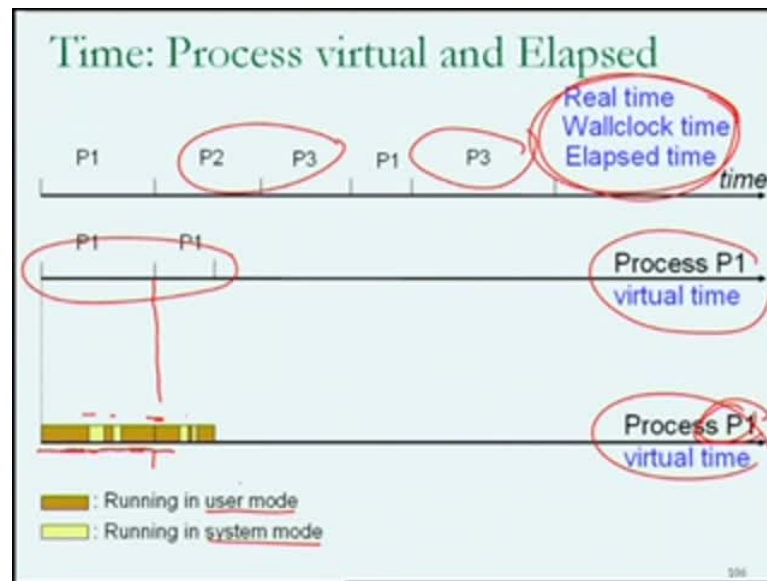 Time: Process virtual and Elapsed
Real time
Wallclock time
Elapsed time
P1 P2 P3 P1 P3
time
P1 P1
Process P1
virtual time
Process P1
virtual time
: Running in user mode
: Running in system mode
106